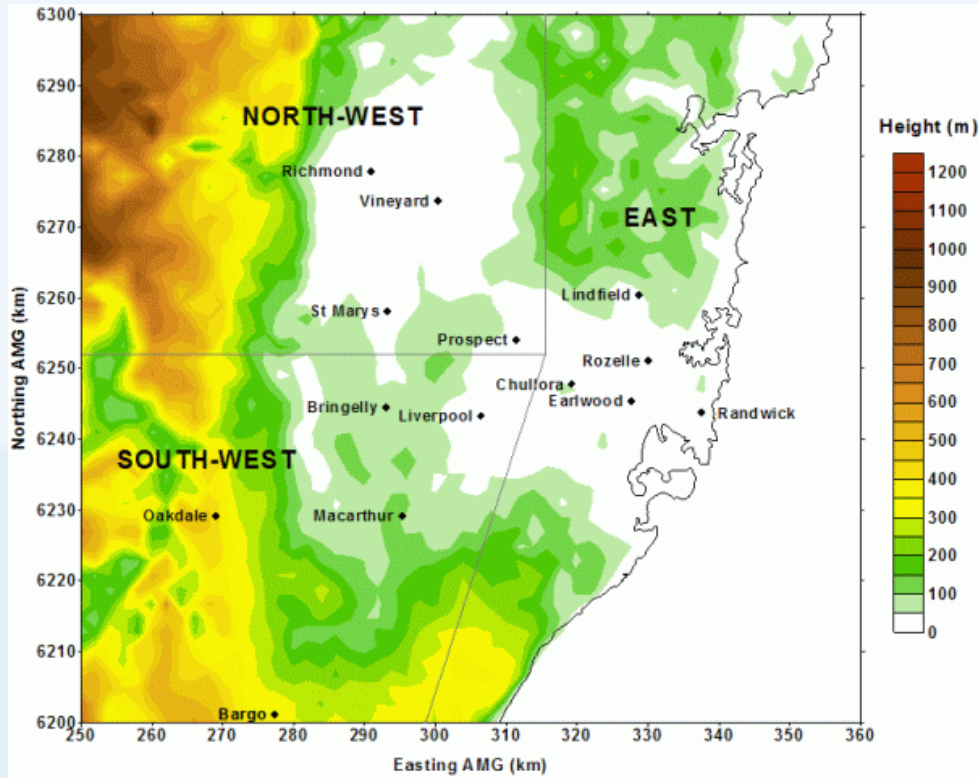 6300
6290
6280
6270
6260
6250
6240
6230
6220
6210
6200
Northing AMG (km)
NORTH-WEST
Richmond
Vineyard
EAST
St Marys
Lindfield
Prospect
Rozelle
Chullora
Bringelly
Liverpool
Earlwood
Randwick
SOUTH-WEST
Oakdale
Macarthur
Bargo
250 260 270 280 290 300 310 320 330 340 350 360
Easting AMG (km)
Height (m)
1200
1100
1000
900
800
700
600
500
400
300
200
100
0